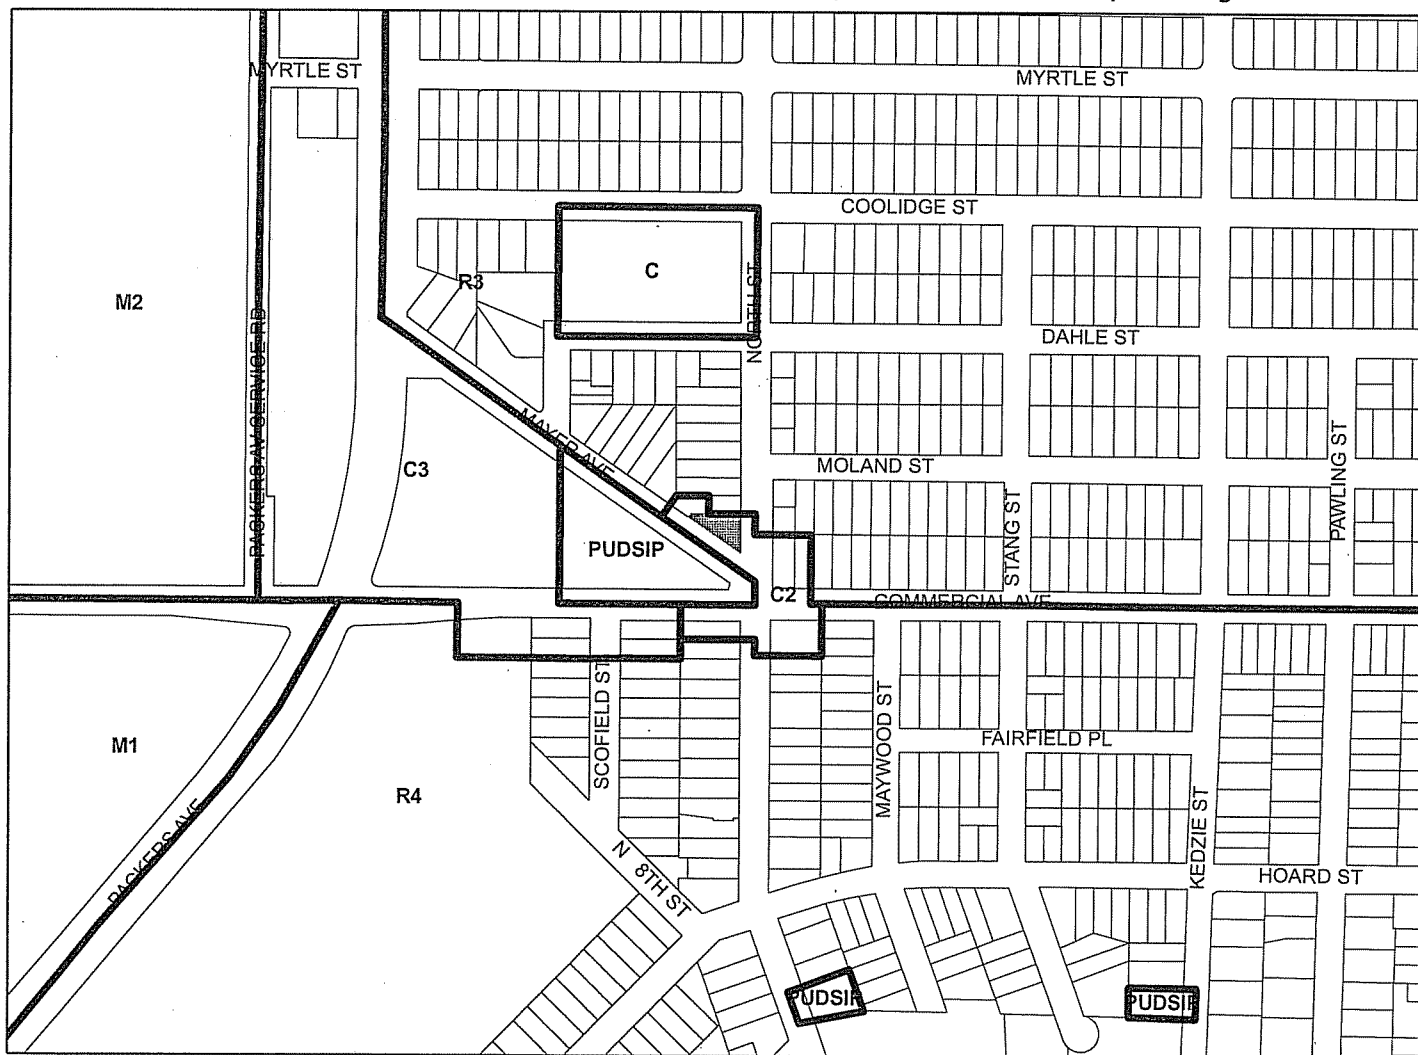 MYRTLE ST
MYRTLE ST
COOLIDGE ST
C
R3
M2
NORTH ST
PACKERS AV SERVICE RD
DAHLE ST
MAYER AVE
C3
MOLAND ST
PAWLING ST
STANG ST
PUDSIP
C2
COMMERCIAL AVE
SCOFIELD ST
MAYWOOD ST
M1
FAIRFIELD PL
R4
KEDZIE ST
PACKERS AVE
N 8TH ST
HOARD ST
PUDSIP
PUDSIP